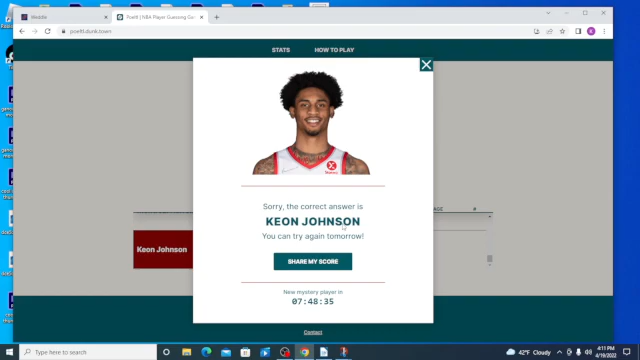 Weddle
Poeltl | NBA Player Guessing Gam
poeltl.dunk.town
STATS
HOW TO PLAY
Sorry, the correct answer is
KEON JOHNSON
You can try again tomorrow!
SHARE MY SCORE
New mystery player in
07:48:35
AGE #
Keon Johnson
Contact
Type here to search
42°F Cloudy
4:11 PM
4/19/2022